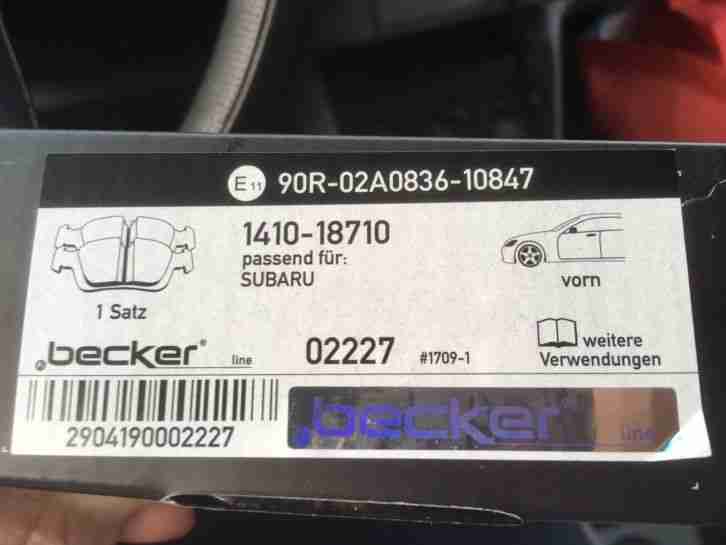 E11 90R-02A0836-10847
1410-18710
passend für:
SUBARU
1 Satz
vorn
.becker® line
02227 #1709-1
weitere
Verwendungen
2904190002227
.becker® line